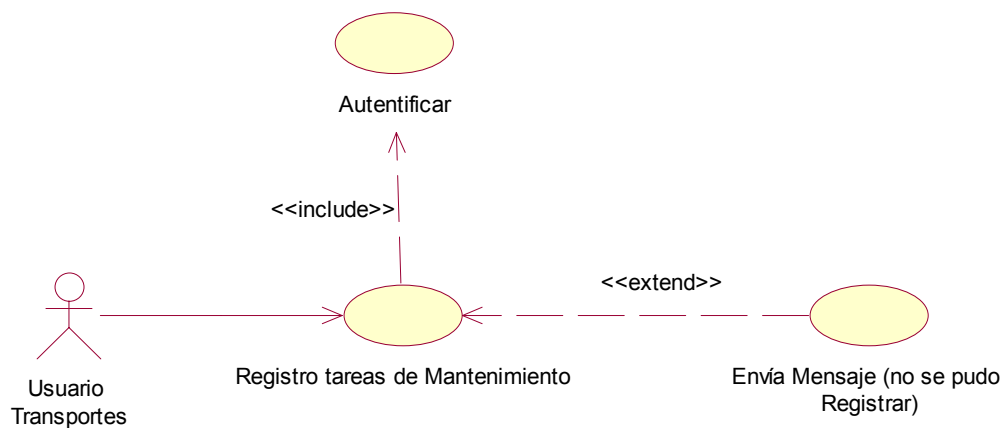 Autentificar
<<include>>
<<extend>>
Usuario
Transportes
Registro tareas de Mantenimiento
Envía Mensaje (no se pudo
Registrar)